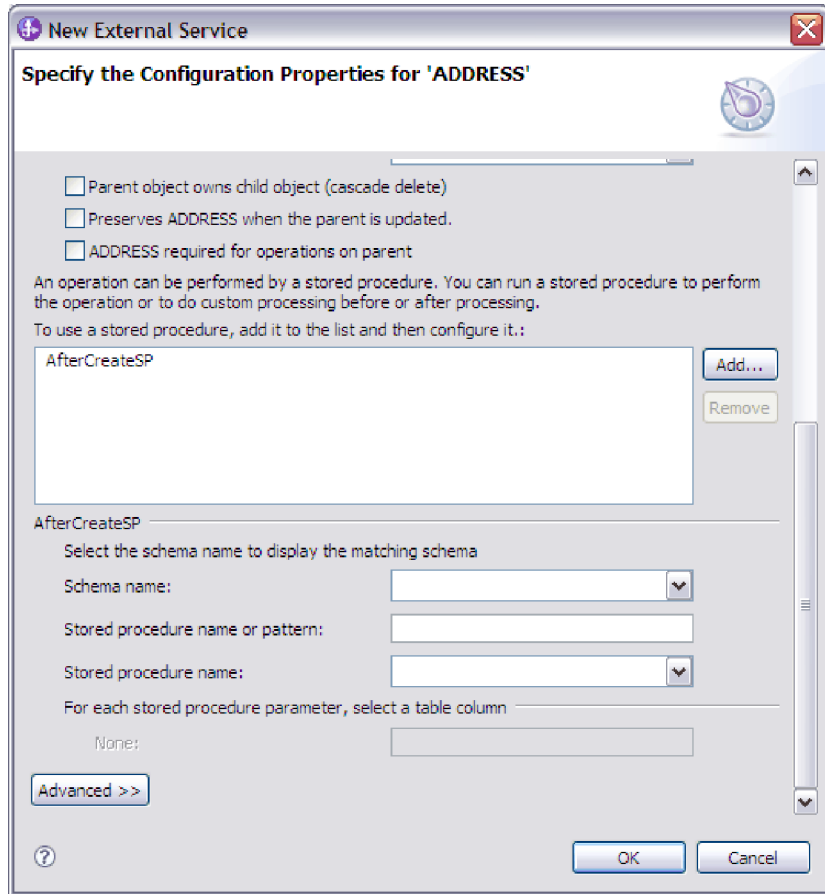 New External Service
Specify the Configuration Properties for 'ADDRESS'
Parent object owns child object (cascade delete)
Preserves ADDRESS when the parent is updated.
ADDRESS required for operations on parent
An operation can be performed by a stored procedure. You can run a stored procedure to perform
the operation or to do custom processing before or after processing.
To use a stored procedure, add it to the list and then configure it.:
AfterCreateSP
Add...
Remove
AfterCreateSP
Select the schema name to display the matching schema
Schema name:
Stored procedure name or pattern:
Stored procedure name:
For each stored procedure parameter, select a table column
None:
Advanced >>
?
OK
Cancel